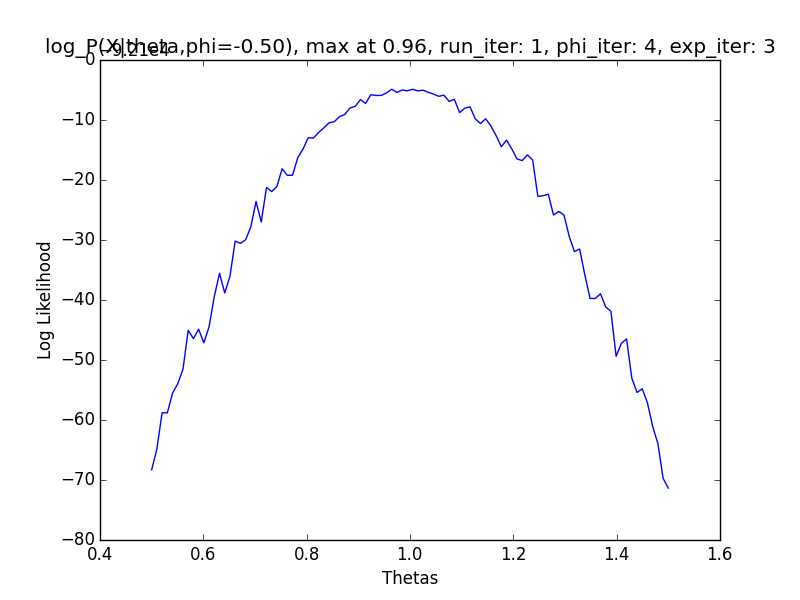 log_P(X|theta,phi=-0.50), max at 0.96, run_iter: 1, phi_iter: 4, exp_iter: 3
−9.21e4
0
−10
−20
−30
−40
−50
−60
−70
−80
Log Likelihood
0.4 0.6 0.8 1.0 1.2 1.4 1.6
Thetas